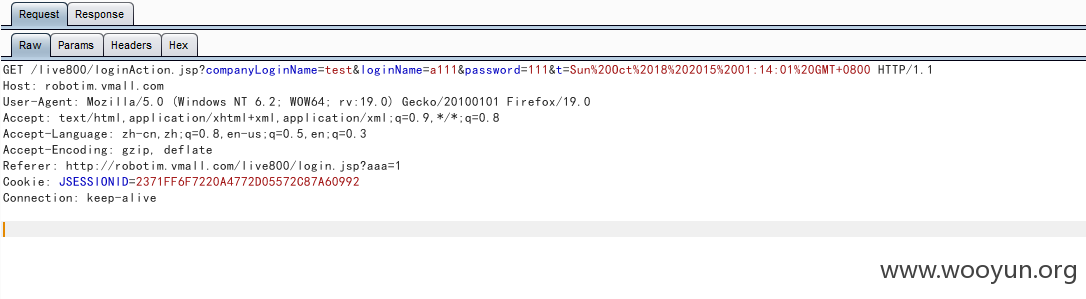 Request Response
Raw Params Headers Hex
GET /live800/loginAction.jsp?companyLoginName=test&loginName=a111&password=111&t=Sun%20Oct%2018%202015%2001:14:01%20GMT+0800 HTTP/1.1
Host: robotim.vmall.com
User-Agent: Mozilla/5.0 (Windows NT 6.2; WOW64; rv:19.0) Gecko/20100101 Firefox/19.0
Accept: text/html,application/xhtml+xml,application/xml;q=0.9,*/*;q=0.8
Accept-Language: zh-cn,zh;q=0.8,en-us;q=0.5,en;q=0.3
Accept-Encoding: gzip, deflate
Referer: http://robotim.vmall.com/live800/login.jsp?aaa=1
Cookie: JSESSIONID=2371FF6F7220A4772D05572C87A60992
Connection: keep-alive
www.wooyun.org